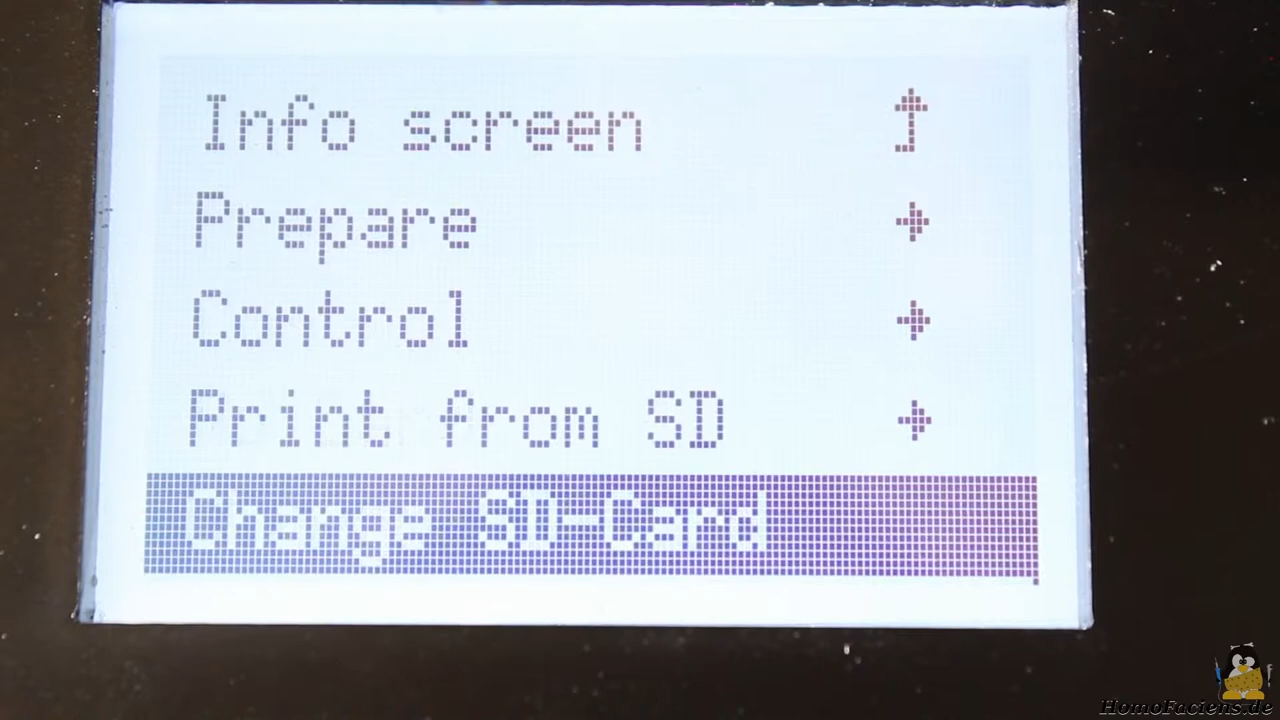 Info screen
Prepare
Control
Print from SD
Change SD-Card
HomoFaciens.de